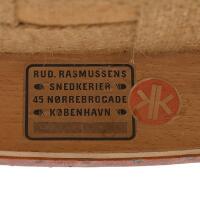 RUD. RASMUSSENS
SNEDKERIER
45 NØRREBROGADE
KØBENHAVN